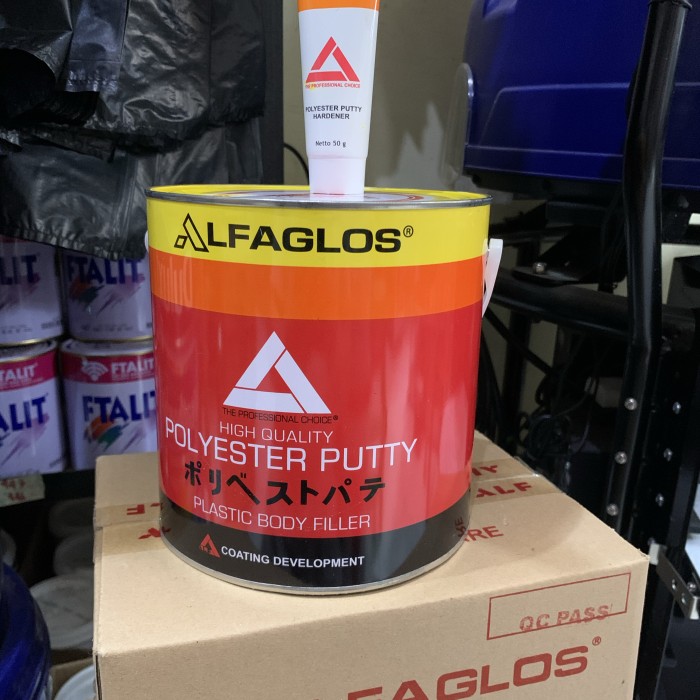 THE PROFESSIONAL CHOICE
POLYESTER PUTTY
HARDENER
Netto 50 g
ALFAGLOS®
THE PROFESSIONAL CHOICE®
HIGH QUALITY
POLYESTER PUTTY
ポリベストパテ
PLASTIC BODY FILLER
COATING DEVELOPMENT
FTALIT
FTALIT
FTALIT
FTALIT
QC PASS
ALFAGLOS®